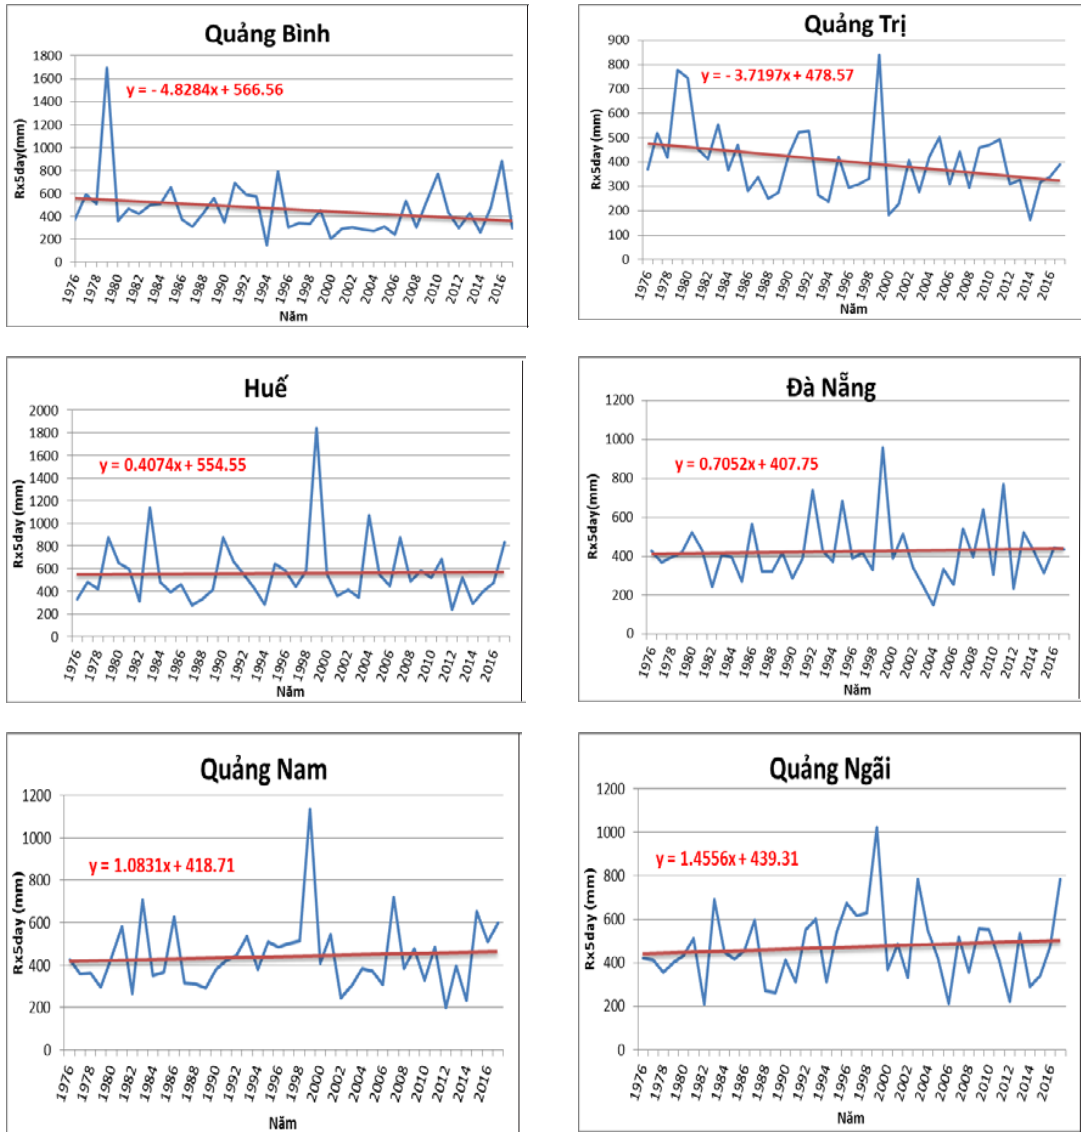 Quảng Bình
Rx5day(mm)
1800
1600
1400
1200
1000
800
600
400
200
0
y = - 4.8284x + 566.56
1976 1978 1980 1982 1984 1986 1988 1990 1992 1994 1996 1998 2000 2002 2004 2006 2008 2010 2012 2014 2016
Năm
Quảng Trị
Rx5day(mm)
900
800
700
600
500
400
300
200
100
0
y = - 3.7197x + 478.57
1976 1978 1980 1982 1984 1986 1988 1990 1992 1994 1996 1998 2000 2002 2004 2006 2008 2010 2012 2014 2016
Năm
Huế
Rx5day (mm)
2000
1800
1600
1400
1200
1000
800
600
400
200
0
y = 0.4074x + 554.55
1976 1978 1980 1982 1984 1986 1988 1990 1992 1994 1996 1998 2000 2002 2004 2006 2008 2010 2012 2014 2016
Năm
Đà Nẵng
Rx5day(mm)
1200
1000
800
600
400
200
0
y = 0.7052x + 407.75
1976 1978 1980 1982 1984 1986 1988 1990 1992 1994 1996 1998 2000 2002 2004 2006 2008 2010 2012 2014 2016
Năm
Quảng Nam
Rx5day (mm)
1200
1000
800
600
400
200
0
y = 1.0831x + 418.71
1976 1978 1980 1982 1984 1986 1988 1990 1992 1994 1996 1998 2000 2002 2004 2006 2008 2010 2012 2014 2016
Năm
Quảng Ngãi
Rx5day (mm)
1200
1000
800
600
400
200
0
y = 1.4556x + 439.31
1976 1978 1980 1982 1984 1986 1988 1990 1992 1994 1996 1998 2000 2002 2004 2006 2008 2010 2012 2014 2016
Năm